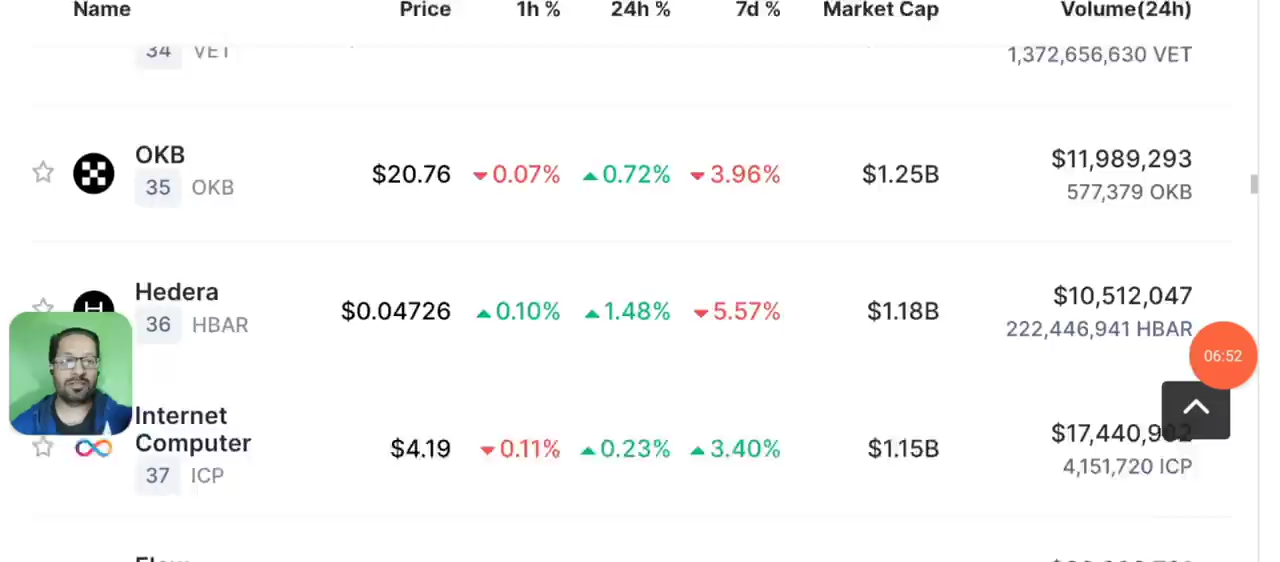 Name Price 1h % 24h % 7d % Market Cap Volume(24h)
34 VET 1,372,656,630 VET
OKB
35 OKB $20.76 0.07% 0.72% 3.96% $1.25B $11,989,293
577,379 OKB
Hedera
36 HBAR $0.04726 0.10% 1.48% 5.57% $1.18B $10,512,047
222,446,941 HBAR
06:52
Internet
Computer
37 ICP $4.19 0.11% 0.23% 3.40% $1.15B
4,151,720 ICP